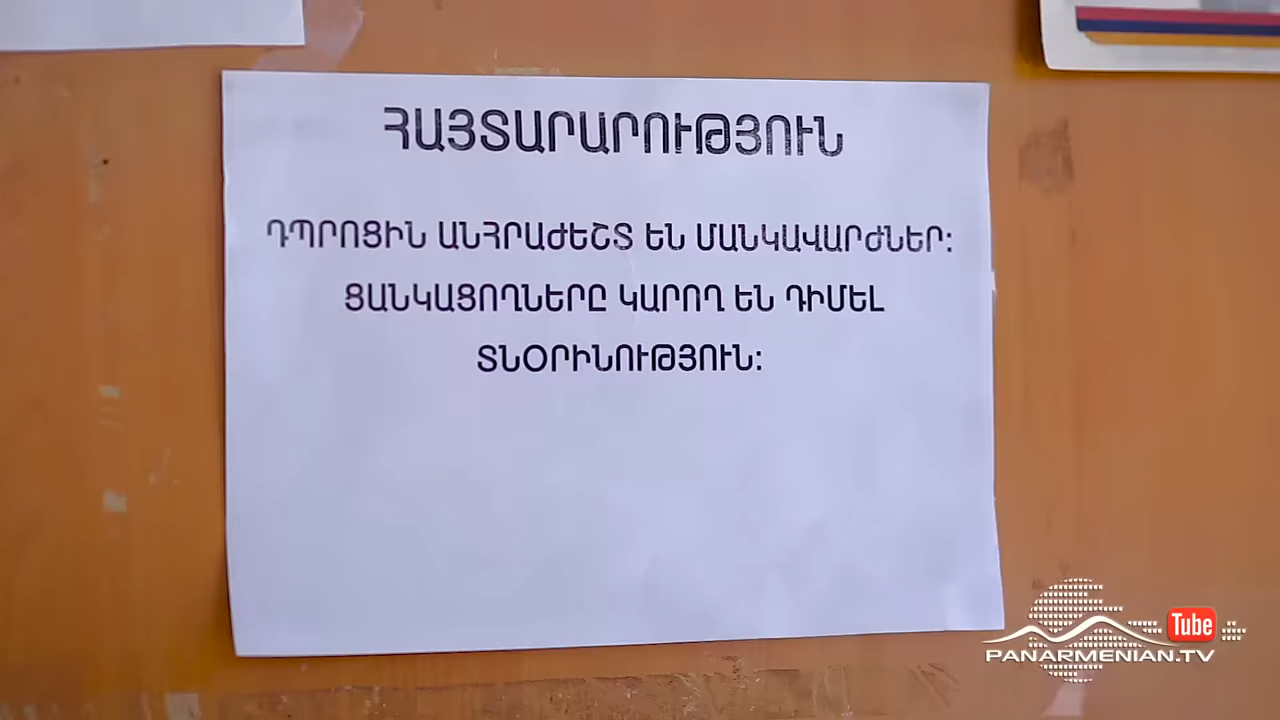 ՀԱՅՏԱՐԱՐՈՒԹՅՈՒՆ
ԴՊՐՈՑԻՆ ԱՆՀՐԱԺԵՇՏ ԵՆ ՄԱՆԿԱՎԱՐԺՆԵՐ:
ՑԱՆԿԱՑՈՂՆԵՐԸ ԿԱՐՈՂ ԵՆ ԴԻՄԵԼ
ՏՆՕՐԻՆՈՒԹՅՈՒՆ:
Tube
PANARMENIAN.TV